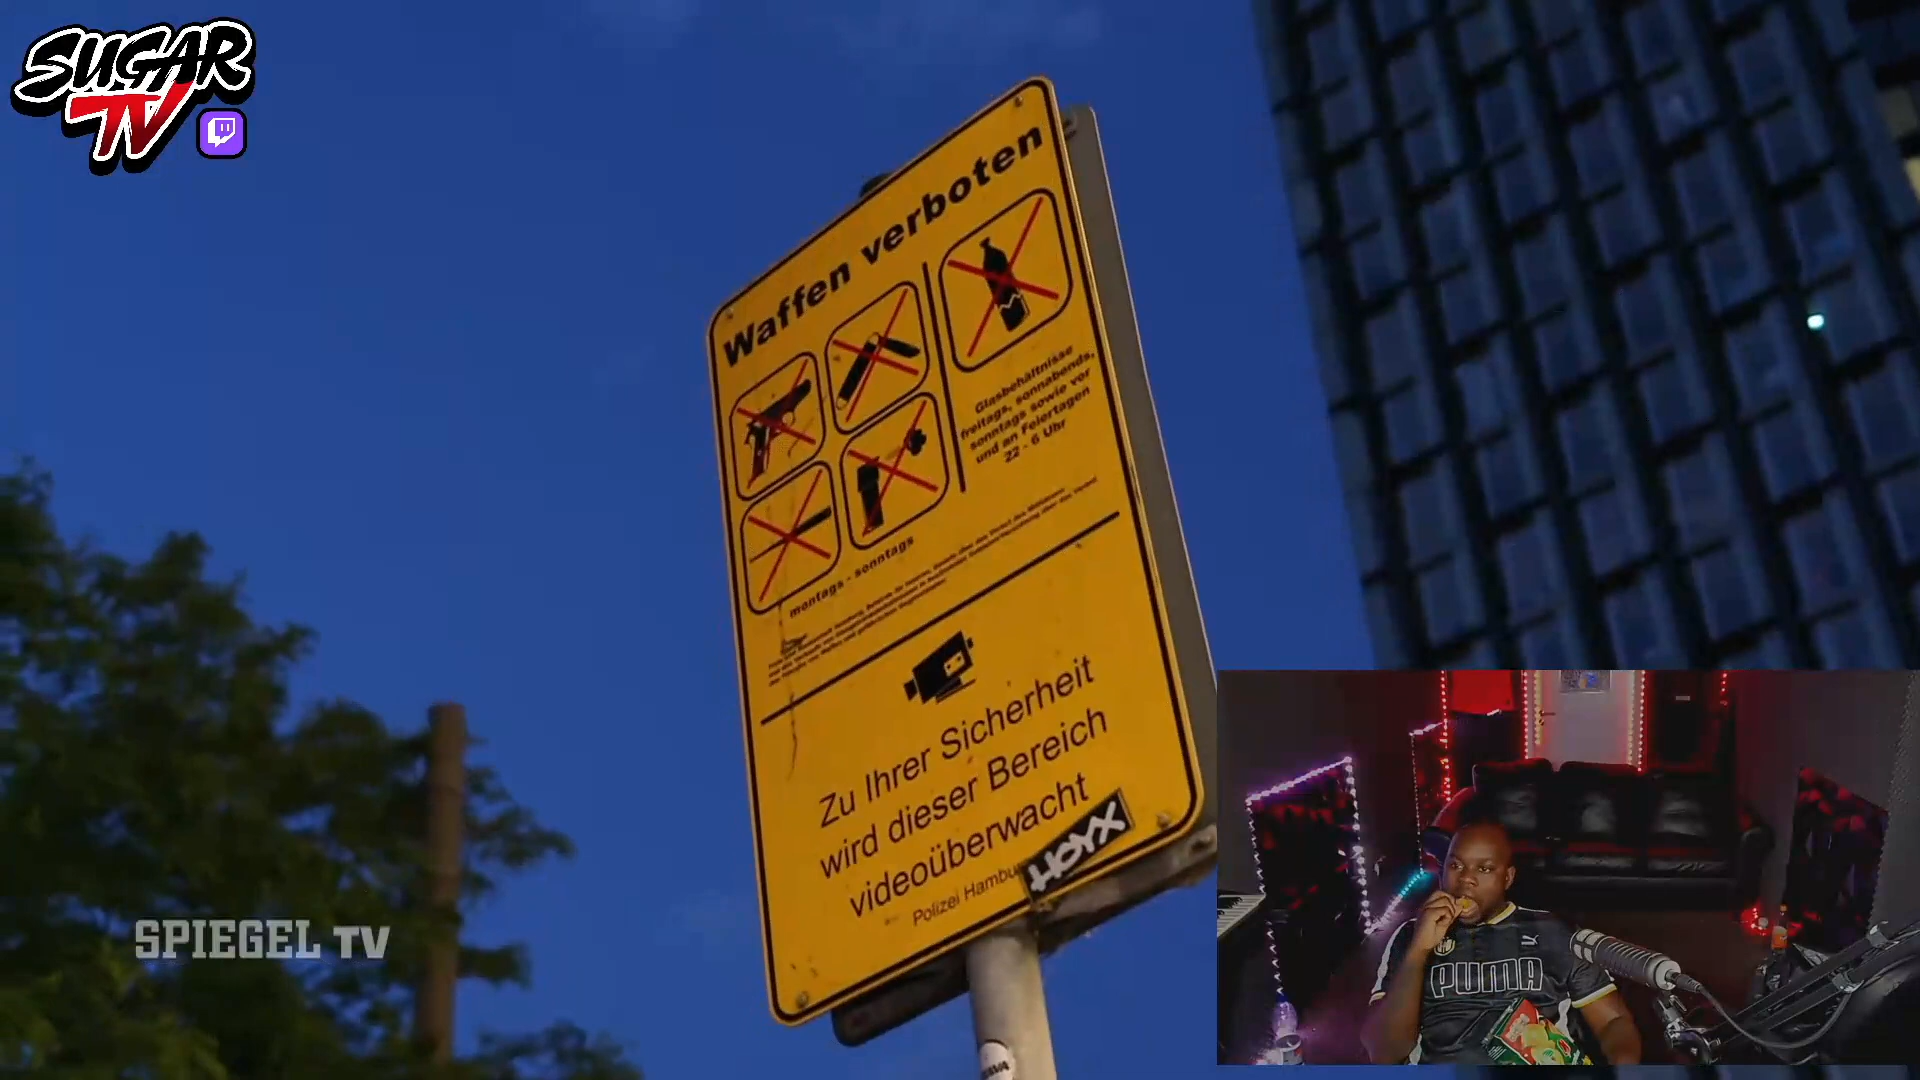 SUGAR
TV
Waffen verboten
Glasbehältnisse
freitags, sonnabends,
sonntags sowie vor
und an Feiertagen
22 - 6 Uhr
montags - sonntags
Zu Ihrer Sicherheit
wird dieser Bereich
videoüberwacht
Polizei
HOYX
SPIEGEL TV
PUMA